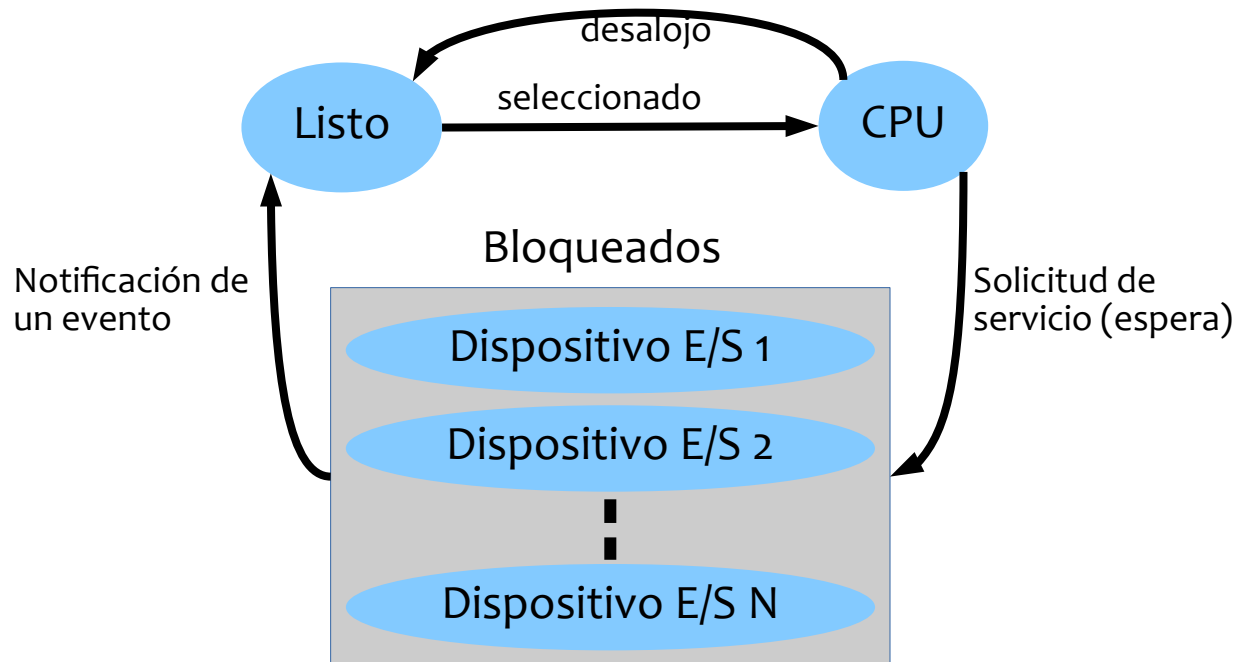 desalojo
seleccionado
Listo
CPU
Bloqueados
Notificación de
un evento
Solicitud de
servicio (espera)
Dispositivo E/S 1
Dispositivo E/S 2
Dispositivo E/S N